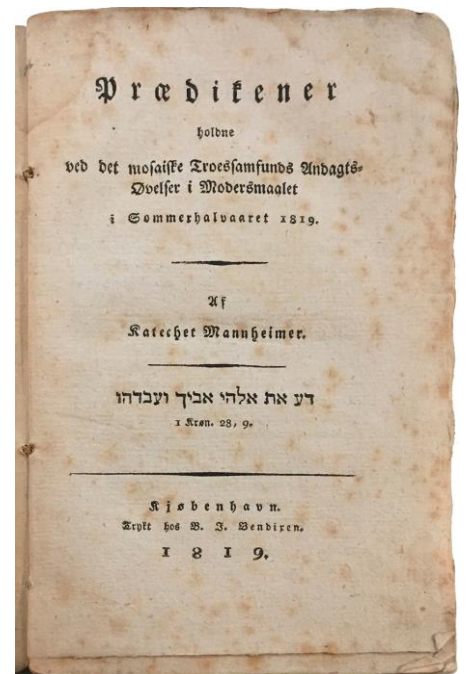 Prædikener
holdne
ved det mosaiske Troessamfunds Andagts-
Øvelser i Modersmaalet
i Sommerhalvaaret 1819.
Af
Katechet Mannheimer.
דע את אלהי אביך ועבדהו
1 Krøn. 28, 9.
Kjøbenhavn.
Trykt hos B. J. Bendixen.
1819.